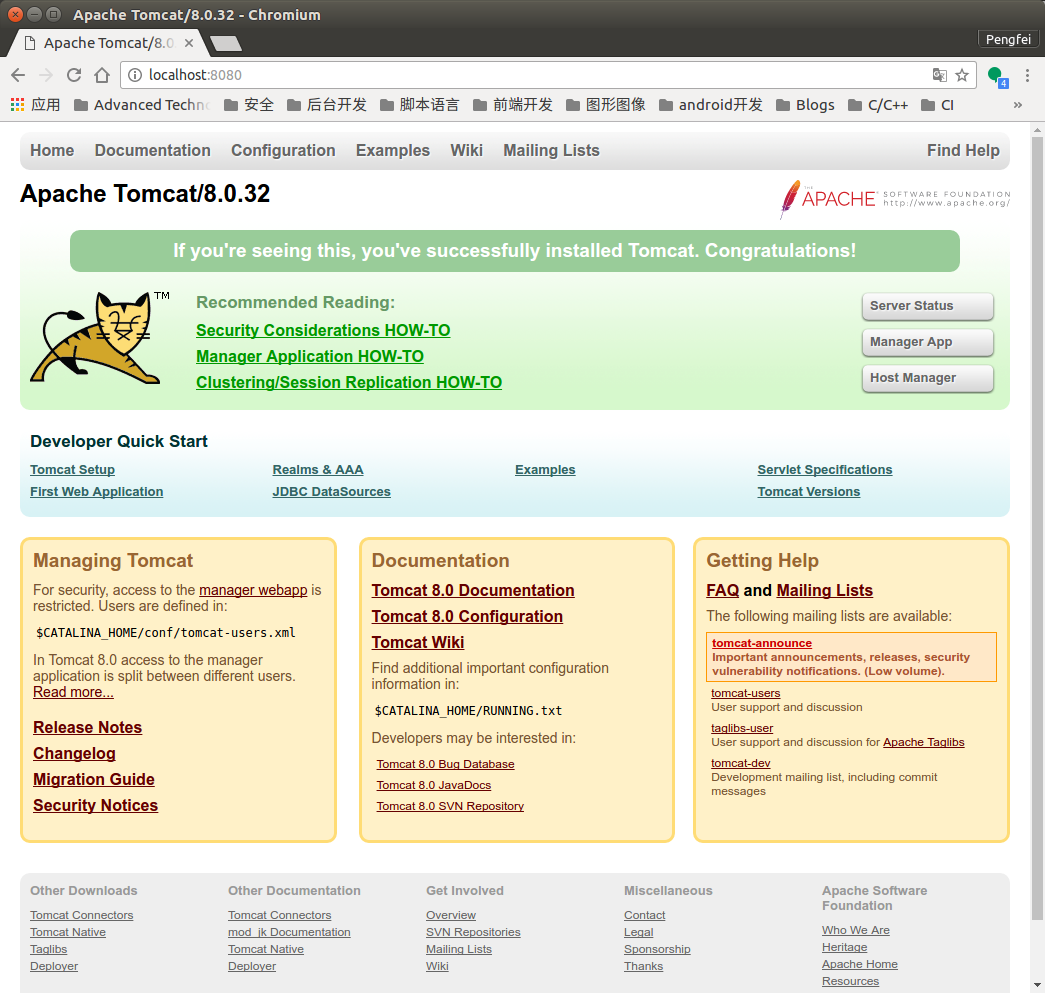 Apache Tomcat/8.0.32 - Chromium
Apache Tomcat/8.0
Pengfei
localhost:8080
4
应用 Advanced Techno 安全 后台开发 脚本语言 前端开发 图形图像 android开发 Blogs C/C++ CI »
Home Documentation Configuration Examples Wiki Mailing Lists Find Help
Apache Tomcat/8.0.32
THE APACHE SOFTWARE FOUNDATION
http://www.apache.org/
If you're seeing this, you've successfully installed Tomcat. Congratulations!
TM
Recommended Reading:
Security Considerations HOW-TO
Manager Application HOW-TO
Clustering/Session Replication HOW-TO
Server Status
Manager App
Host Manager
Developer Quick Start
Tomcat Setup
First Web Application
Realms & AAA
JDBC DataSources
Examples
Servlet Specifications
Tomcat Versions
Managing Tomcat
For security, access to the manager webapp is
restricted. Users are defined in:
$CATALINA_HOME/conf/tomcat-users.xml
In Tomcat 8.0 access to the manager
application is split between different users.
Read more...
Release Notes
Changelog
Migration Guide
Security Notices
Documentation
Tomcat 8.0 Documentation
Tomcat 8.0 Configuration
Tomcat Wiki
Find additional important configuration
information in:
$CATALINA_HOME/RUNNING.txt
Developers may be interested in:
Tomcat 8.0 Bug Database
Tomcat 8.0 JavaDocs
Tomcat 8.0 SVN Repository
Getting Help
FAQ and Mailing Lists
The following mailing lists are available:
tomcat-announce
Important announcements, releases, security
vulnerability notifications. (Low volume).
tomcat-users
User support and discussion
taglibs-user
User support and discussion for Apache Taglibs
tomcat-dev
Development mailing list, including commit
messages
Other Downloads
Tomcat Connectors
Tomcat Native
Taglibs
Deployer
Other Documentation
Tomcat Connectors
mod_jk Documentation
Tomcat Native
Deployer
Get Involved
Overview
SVN Repositories
Mailing Lists
Wiki
Miscellaneous
Contact
Legal
Sponsorship
Thanks
Apache Software
Foundation
Who We Are
Heritage
Apache Home
Resources